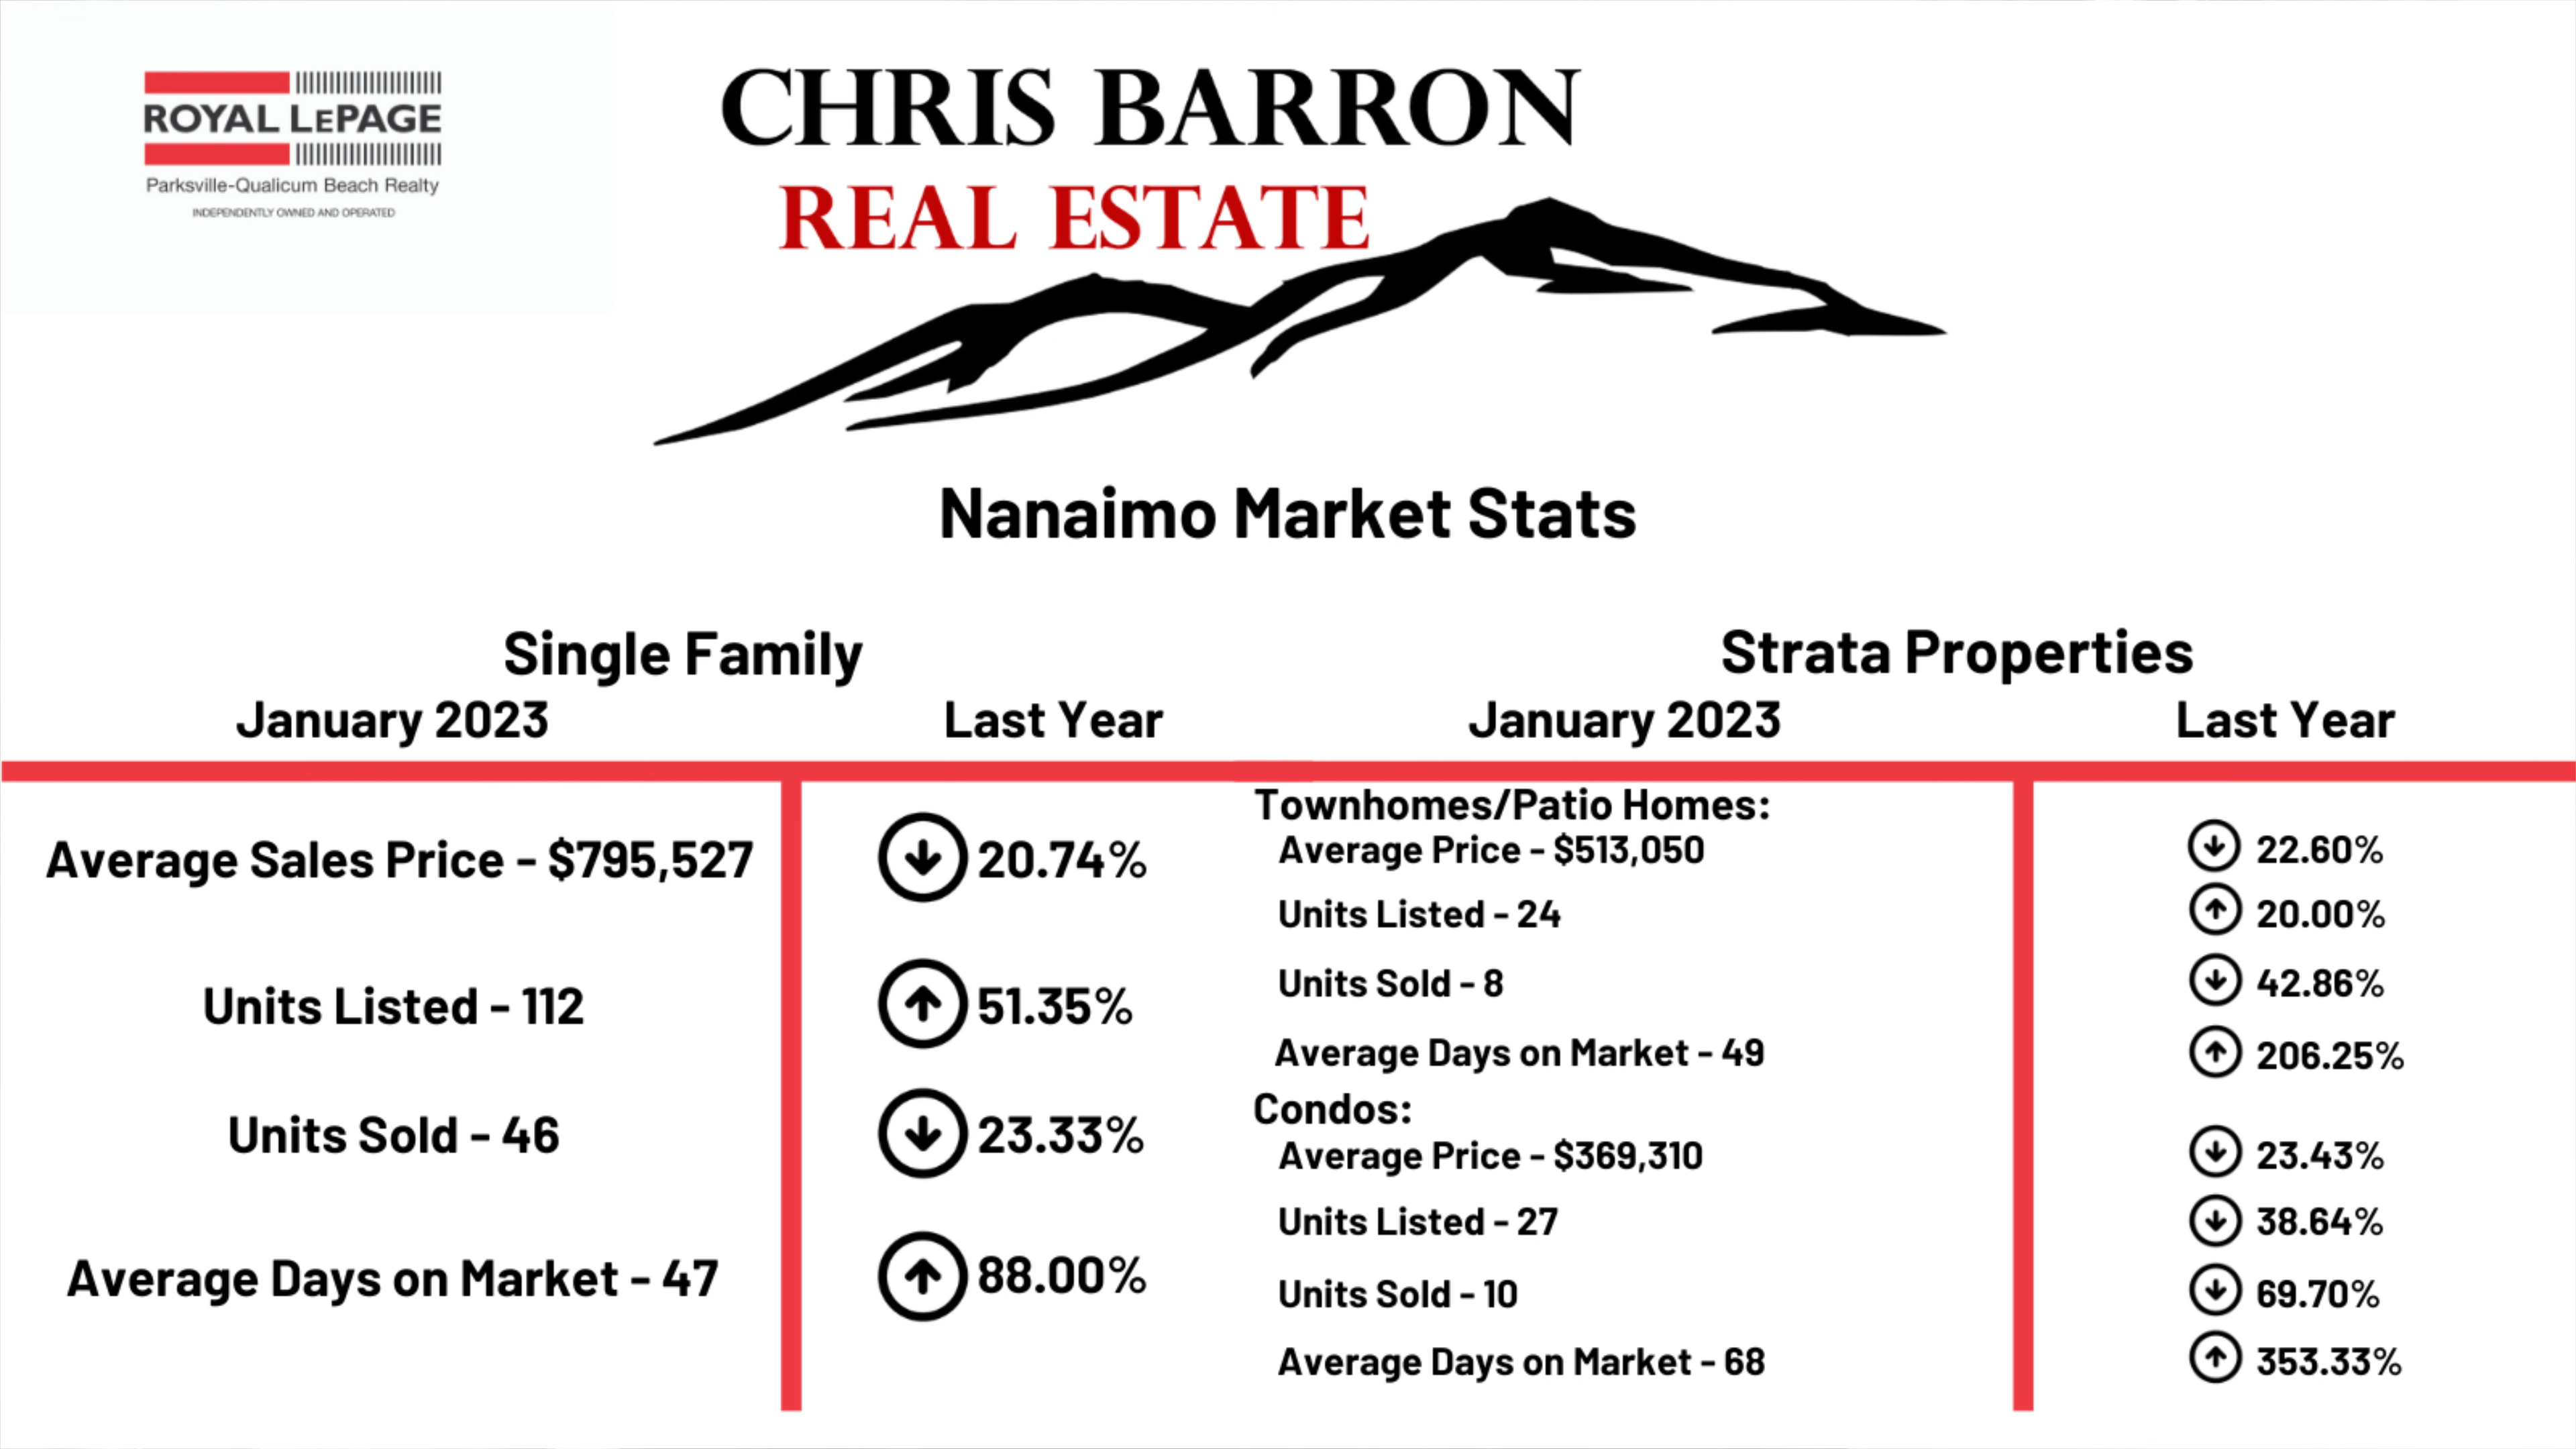 ROYAL LEPAGE
Parksville-Qualicum Beach Realty
INDEPENDENTLY OWNED AND OPERATED
CHRIS BARRON
REAL ESTATE
Nanaimo Market Stats
Single Family
January 2023 Last Year
Average Sales Price - $795,527 20.74%
Units Listed - 112 51.35%
Units Sold - 46 23.33%
Average Days on Market - 47 88.00%
Strata Properties
January 2023 Last Year
Townhomes/Patio Homes:
Average Price - $513,050 22.60%
Units Listed - 24 20.00%
Units Sold - 8 42.86%
Average Days on Market - 49 206.25%
Condos:
Average Price - $369,310 23.43%
Units Listed - 27 38.64%
Units Sold - 10 69.70%
Average Days on Market - 68 353.33%